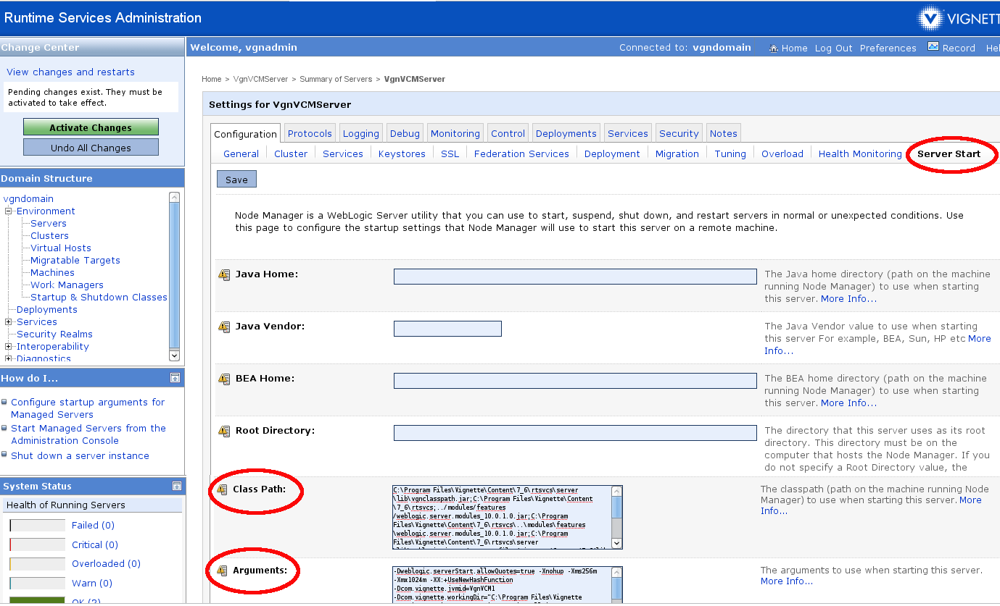 Runtime Services Administration
VIGNETT
Change Center
View changes and restarts
Pending changes exist. They must be
activated to take effect.
Activate Changes
Undo All Changes
Domain Structure
vgndomain
Environment
Servers
Clusters
Virtual Hosts
Migratable Targets
Machines
Work Managers
Startup & Shutdown Classes
Deployments
Services
Security Realms
Interoperability
Diagnostics
How do I...
Configure startup arguments for
Managed Servers
Start Managed Servers from the
Administration Console
Shut down a server instance
System Status
Health of Running Servers
Failed (0)
Critical (0)
Overloaded (0)
Warn (0)
OK (2)
Welcome, vgnadmin
Connected to: vgndomain
Home Log Out Preferences Record Hel
Home > VgnVCMServer > Summary of Servers > VgnVCMServer
Settings for VgnVCMServer
Configuration Protocols Logging Debug Monitoring Control Deployments Services Security Notes
General Cluster Services Keystores SSL Federation Services Deployment Migration Tuning Overload Health Monitoring Server Start
Save
Node Manager is a WebLogic Server utility that you can use to start, suspend, shut down, and restart servers in normal or unexpected conditions. Use
this page to configure the startup settings that Node Manager will use to start this server on a remote machine.
Java Home:
The Java home directory (path on the machine
running Node Manager) to use when starting
this server. More Info...
Java Vendor:
The Java Vendor value to use when starting
this server For example, BEA, Sun, HP etc More
Info...
BEA Home:
The BEA home directory (path on the machine
running Node Manager) to use when starting
this server. More Info...
Root Directory:
The directory that this server uses as its root
directory. This directory must be on the
computer that hosts the Node Manager. If you
do not specify a Root Directory value, the
Class Path:
C:\Program Files\Vignette\Content\7_6\rtsvcs\server
\lib\vgnclasspath.jar;C:\Program Files\Vignette\Content
\7_6\rtsvcs;../modules/features
/weblogic.server.modules_10.0.1.0.jar;C:\Program
Files\Vignette\Content\7_6\rtsvcs\..\modules\features
\weblogic.server.modules_10.0.1.0.jar;C:\Program
Files\Vignette\Content\7_6\rtsvcs\server
The classpath (path on the machine running Node
Manager) to use when starting this server. More
Info...
Arguments:
-Dweblogic.serverStart.allowQuotes=true -Xnohup -Xms256m
-Xmx1024m -XX:+UseNewHashFunction
-Dcom.vignette.jvmid=VgnVCM1
-Dcom.vignette.workingDir="C:\Program Files\Vignette
The arguments to use when starting this server.
More Info...